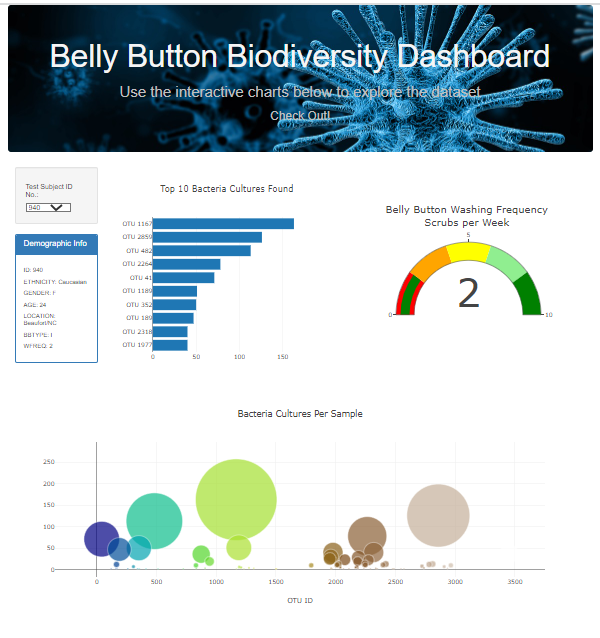 Belly Button Biodiversity Dashboard
Use the interactive charts below to explore the dataset
Check Out!
Test Subject ID
No.:
940
Demographic Info
ID: 940
ETHNICITY: Caucasian
GENDER: F
AGE: 24
LOCATION:
Beaufort/NC
BBTYPE: I
WFREQ: 2
Top 10 Bacteria Cultures Found
OTU 1167
OTU 2859
OTU 482
OTU 2264
OTU 41
OTU 1189
OTU 352
OTU 189
OTU 2318
OTU 1977
0 50 100 150
Belly Button Washing Frequency
Scrubs per Week
5
2
0 10
Bacteria Cultures Per Sample
250
200
150
100
50
0
0 500 1000 1500 2000 2500 3000 3500
OTU ID